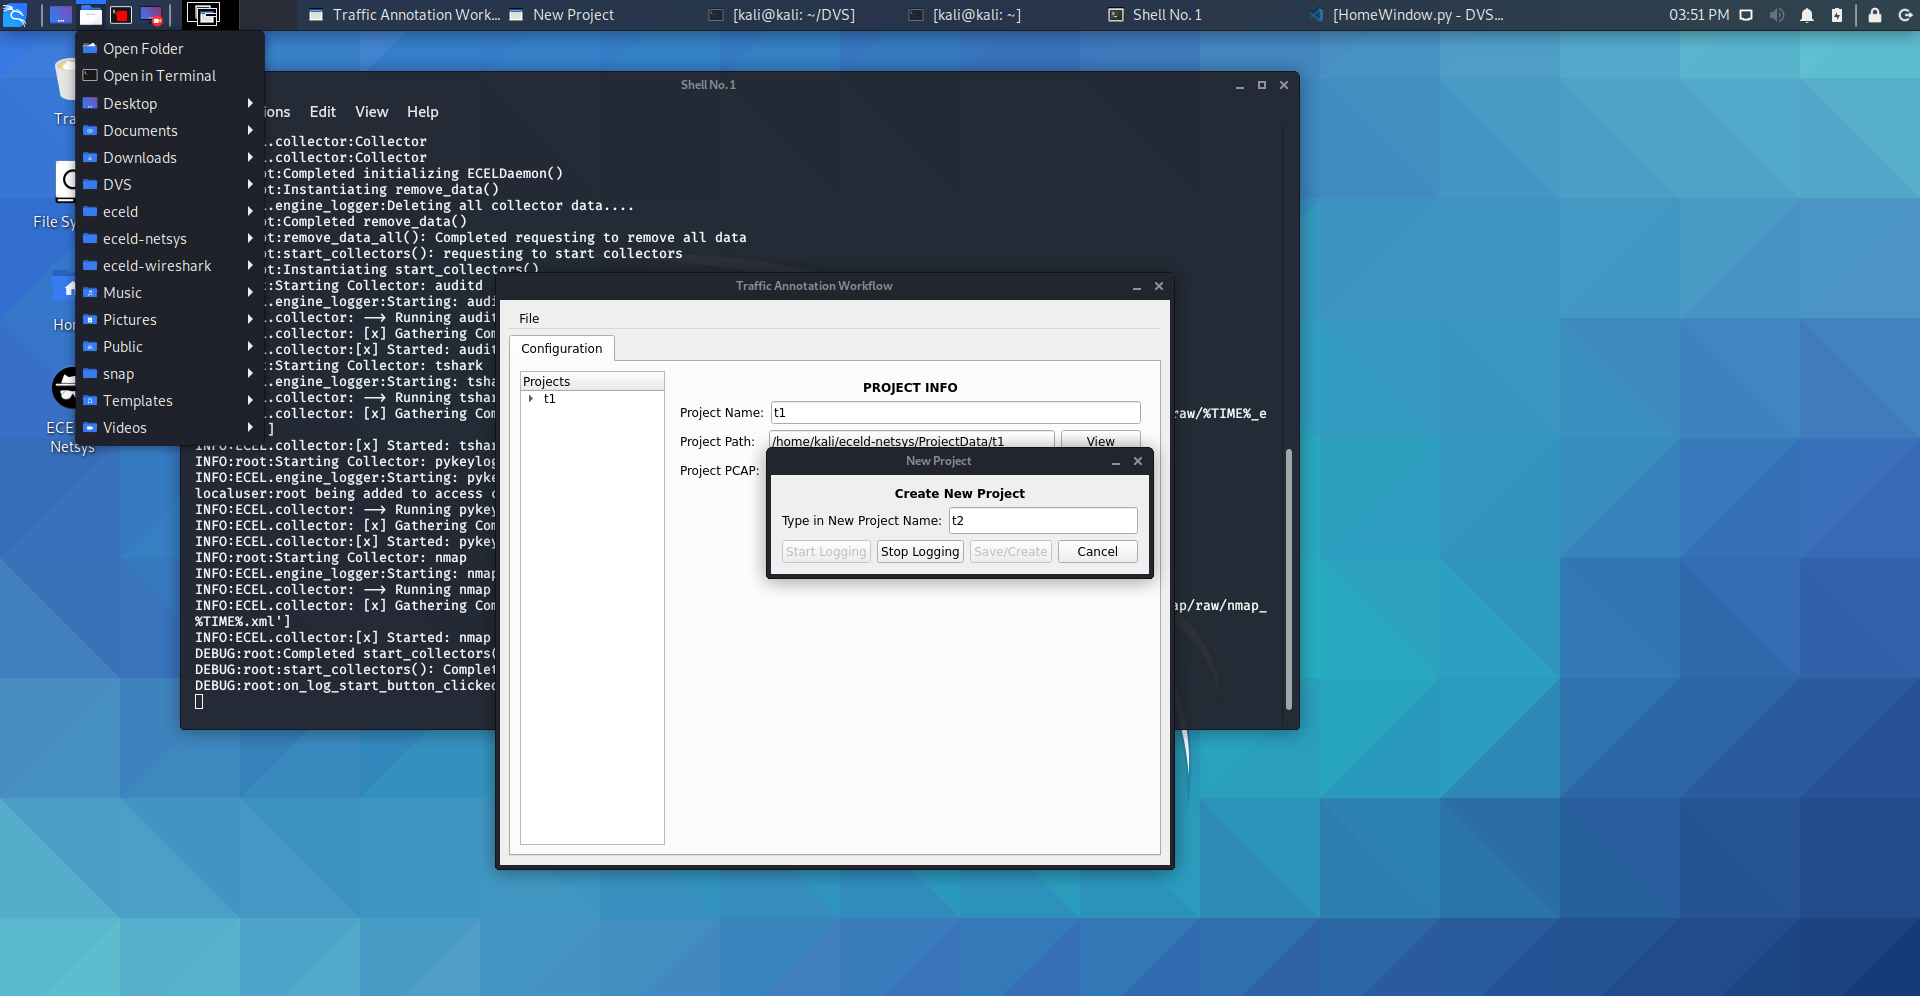 Traffic Annotation Work...
New Project
[kali@kali: ~/DVS]
[kali@kali: ~]
Shell No. 1
[HomeWindow.py - DVS...
03:51 PM
Open Folder
Open in Terminal
Desktop
Documents
Downloads
DVS
eceld
eceld-netsys
eceld-wireshark
Music
Pictures
Public
snap
Templates
Videos
Tra
File Sy
Hor
ECE
Netsys
Shell No. 1
ions Edit View Help
.collector:Collector
.collector:Collector
t:Completed initializing ECELDaemon()
t:Instantiating remove_data()
.engine_logger:Deleting all collector data....
t:Completed remove_data()
t:remove_data_all(): Completed requesting to remove all data
t:start_collectors(): requesting to start collectors
t:Instantiating start_collectors()
:Starting Collector: auditd
.engine_logger:Starting: audi
.collector: —> Running audit
.collector: [x] Gathering Com
.collector:[x] Started: audit
:Starting Collector: tshark
.engine_logger:Starting: tsha
.collector: —> Running tshar
.collector: [x] Gathering Com
raw/%TIME%_e
]
INFO:ECEL.collector:[x] Started: tshar
INFO:root:Starting Collector: pykeylog
INFO:ECEL.engine_logger:Starting: pyke
localuser:root being added to access c
INFO:ECEL.collector: —> Running pykey
INFO:ECEL.collector: [x] Gathering Com
INFO:ECEL.collector:[x] Started: pykey
INFO:root:Starting Collector: nmap
INFO:ECEL.engine_logger:Starting: nmap
INFO:ECEL.collector: —> Running nmap
INFO:ECEL.collector: [x] Gathering Com
ap/raw/nmap_
%TIME%.xml']
INFO:ECEL.collector:[x] Started: nmap
DEBUG:root:Completed start_collectors(
DEBUG:root:start_collectors(): Complet
DEBUG:root:on_log_start_button_clicked
Traffic Annotation Workflow
File
Configuration
Projects
t1
PROJECT INFO
Project Name: t1
Project Path: /home/kali/eceld-netsys/ProjectData/t1 View
Project PCAP:
New Project
Create New Project
Type in New Project Name: t2
Start Logging Stop Logging Save/Create Cancel